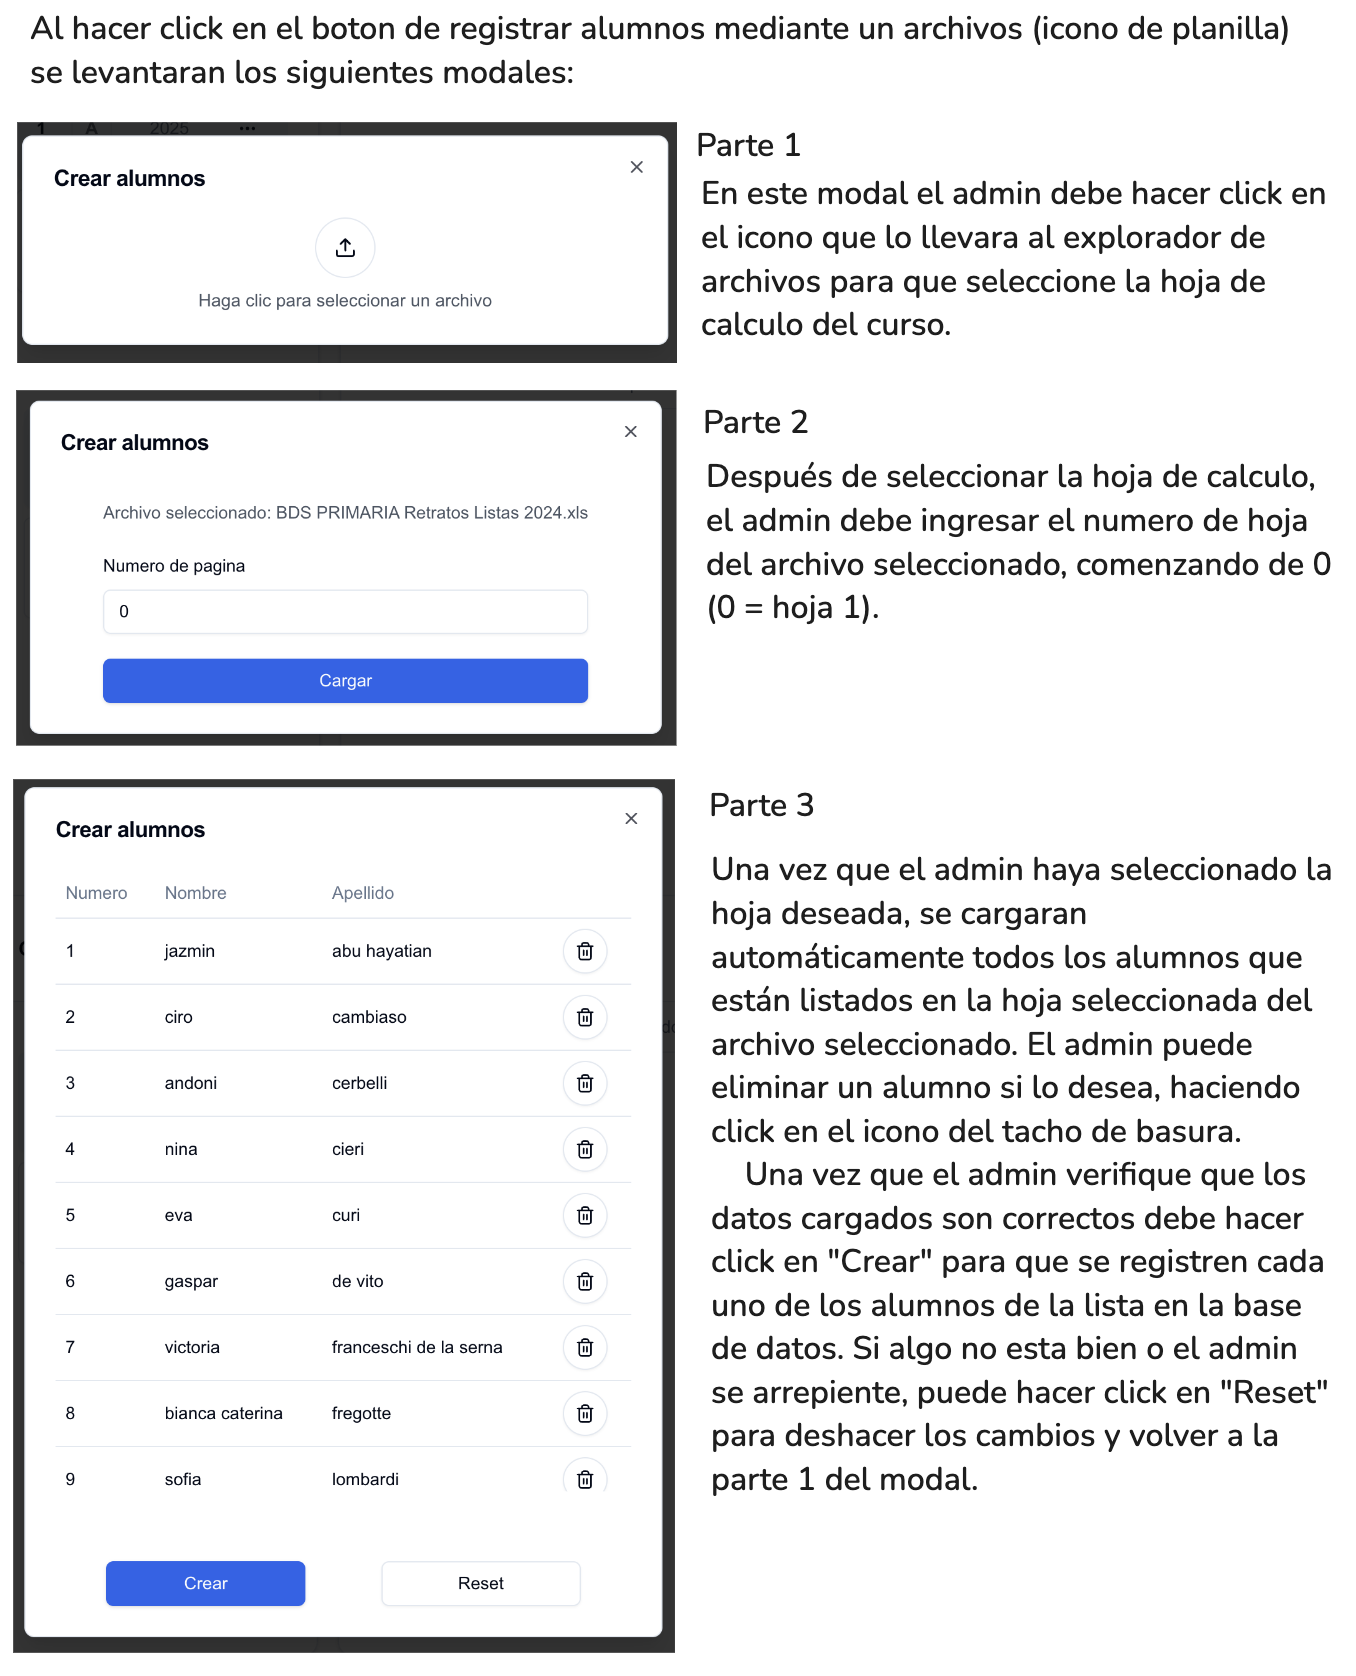 Al hacer click en el boton de registrar alumnos mediante un archivos (icono de planilla)
se levantaran los siguientes modales:
1 A 2025 ···
Crear alumnos
Haga clic para seleccionar un archivo
Parte 1
En este modal el admin debe hacer click en
el icono que lo llevara al explorador de
archivos para que seleccione la hoja de
calculo del curso.
Crear alumnos
Archivo seleccionado: BDS PRIMARIA Retratos Listas 2024.xls
Numero de pagina
0
Cargar
Parte 2
Después de seleccionar la hoja de calculo,
el admin debe ingresar el numero de hoja
del archivo seleccionado, comenzando de 0
(0 = hoja 1).
Crear alumnos
Numero Nombre Apellido
1 jazmin abu hayatian
2 ciro cambiaso
3 andoni cerbelli
4 nina cieri
5 eva curi
6 gaspar de vito
7 victoria franceschi de la serna
8 bianca caterina fregotte
9 sofia lombardi
Crear Reset
Parte 3
Una vez que el admin haya seleccionado la
hoja deseada, se cargaran
automáticamente todos los alumnos que
están listados en la hoja seleccionada del
archivo seleccionado. El admin puede
eliminar un alumno si lo desea, haciendo
click en el icono del tacho de basura.
Una vez que el admin verifique que los
datos cargados son correctos debe hacer
click en "Crear" para que se registren cada
uno de los alumnos de la lista en la base
de datos. Si algo no esta bien o el admin
se arrepiente, puede hacer click en "Reset"
para deshacer los cambios y volver a la
parte 1 del modal.